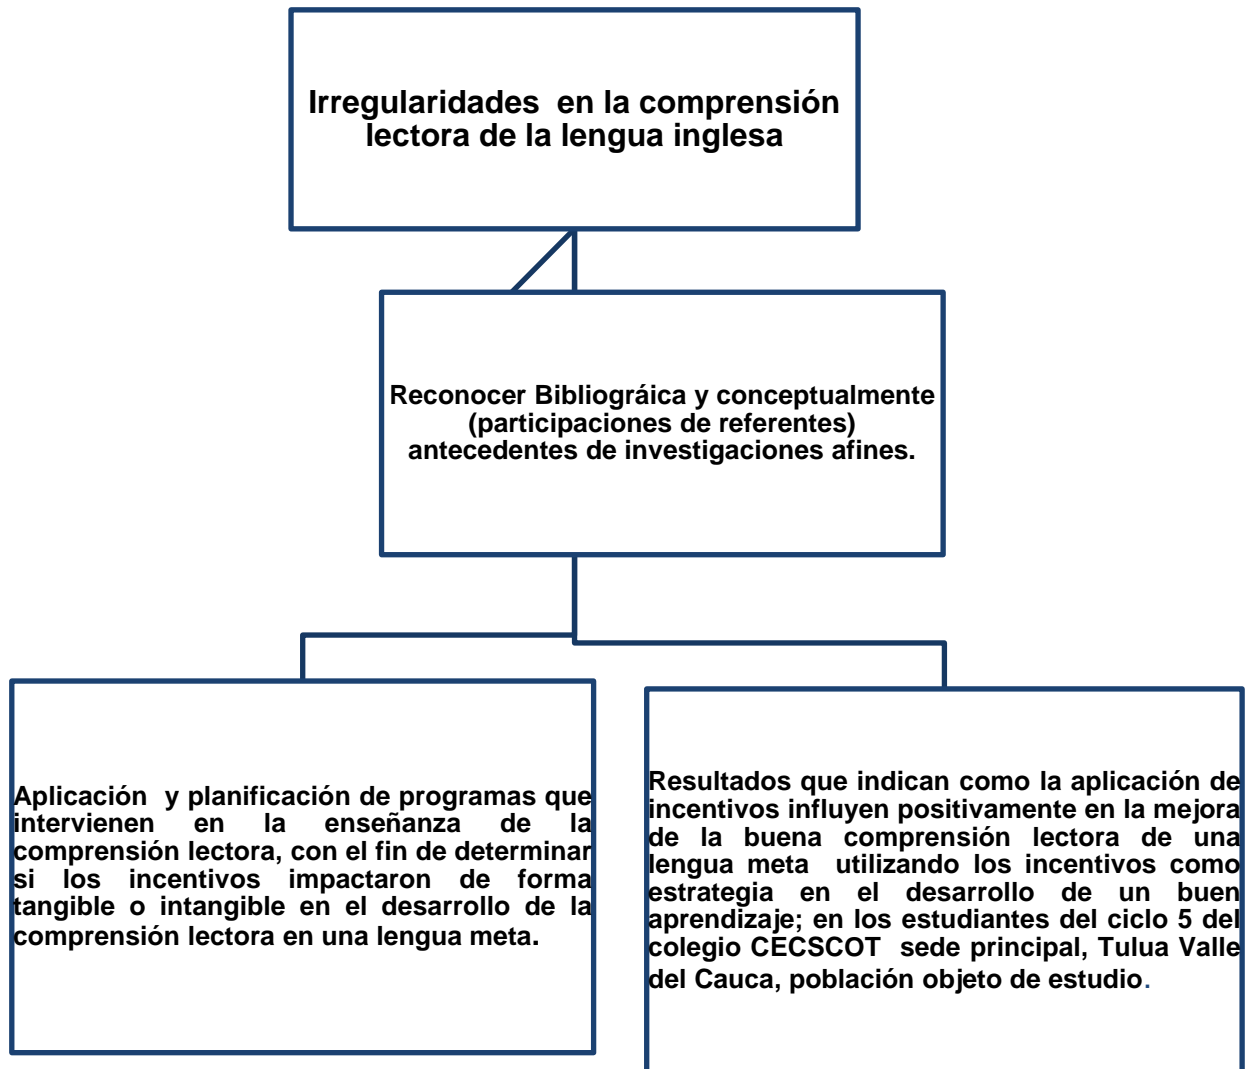 Irregularidades en la comprensión
lectora de la lengua inglesa
Reconocer Bibliográica y conceptualmente
(participaciones de referentes)
antecedentes de investigaciones afines.
Aplicación y planificación de programas que
intervienen en la enseñanza de la
comprensión lectora, con el fin de determinar
si los incentivos impactaron de forma
tangible o intangible en el desarrollo de la
comprensión lectora en una lengua meta.
Resultados que indican como la aplicación de
incentivos influyen positivamente en la mejora
de la buena comprensión lectora de una
lengua meta utilizando los incentivos como
estrategia en el desarrollo de un buen
aprendizaje; en los estudiantes del ciclo 5 del
colegio CECSCOT sede principal, Tulua Valle
del Cauca, población objeto de estudio.